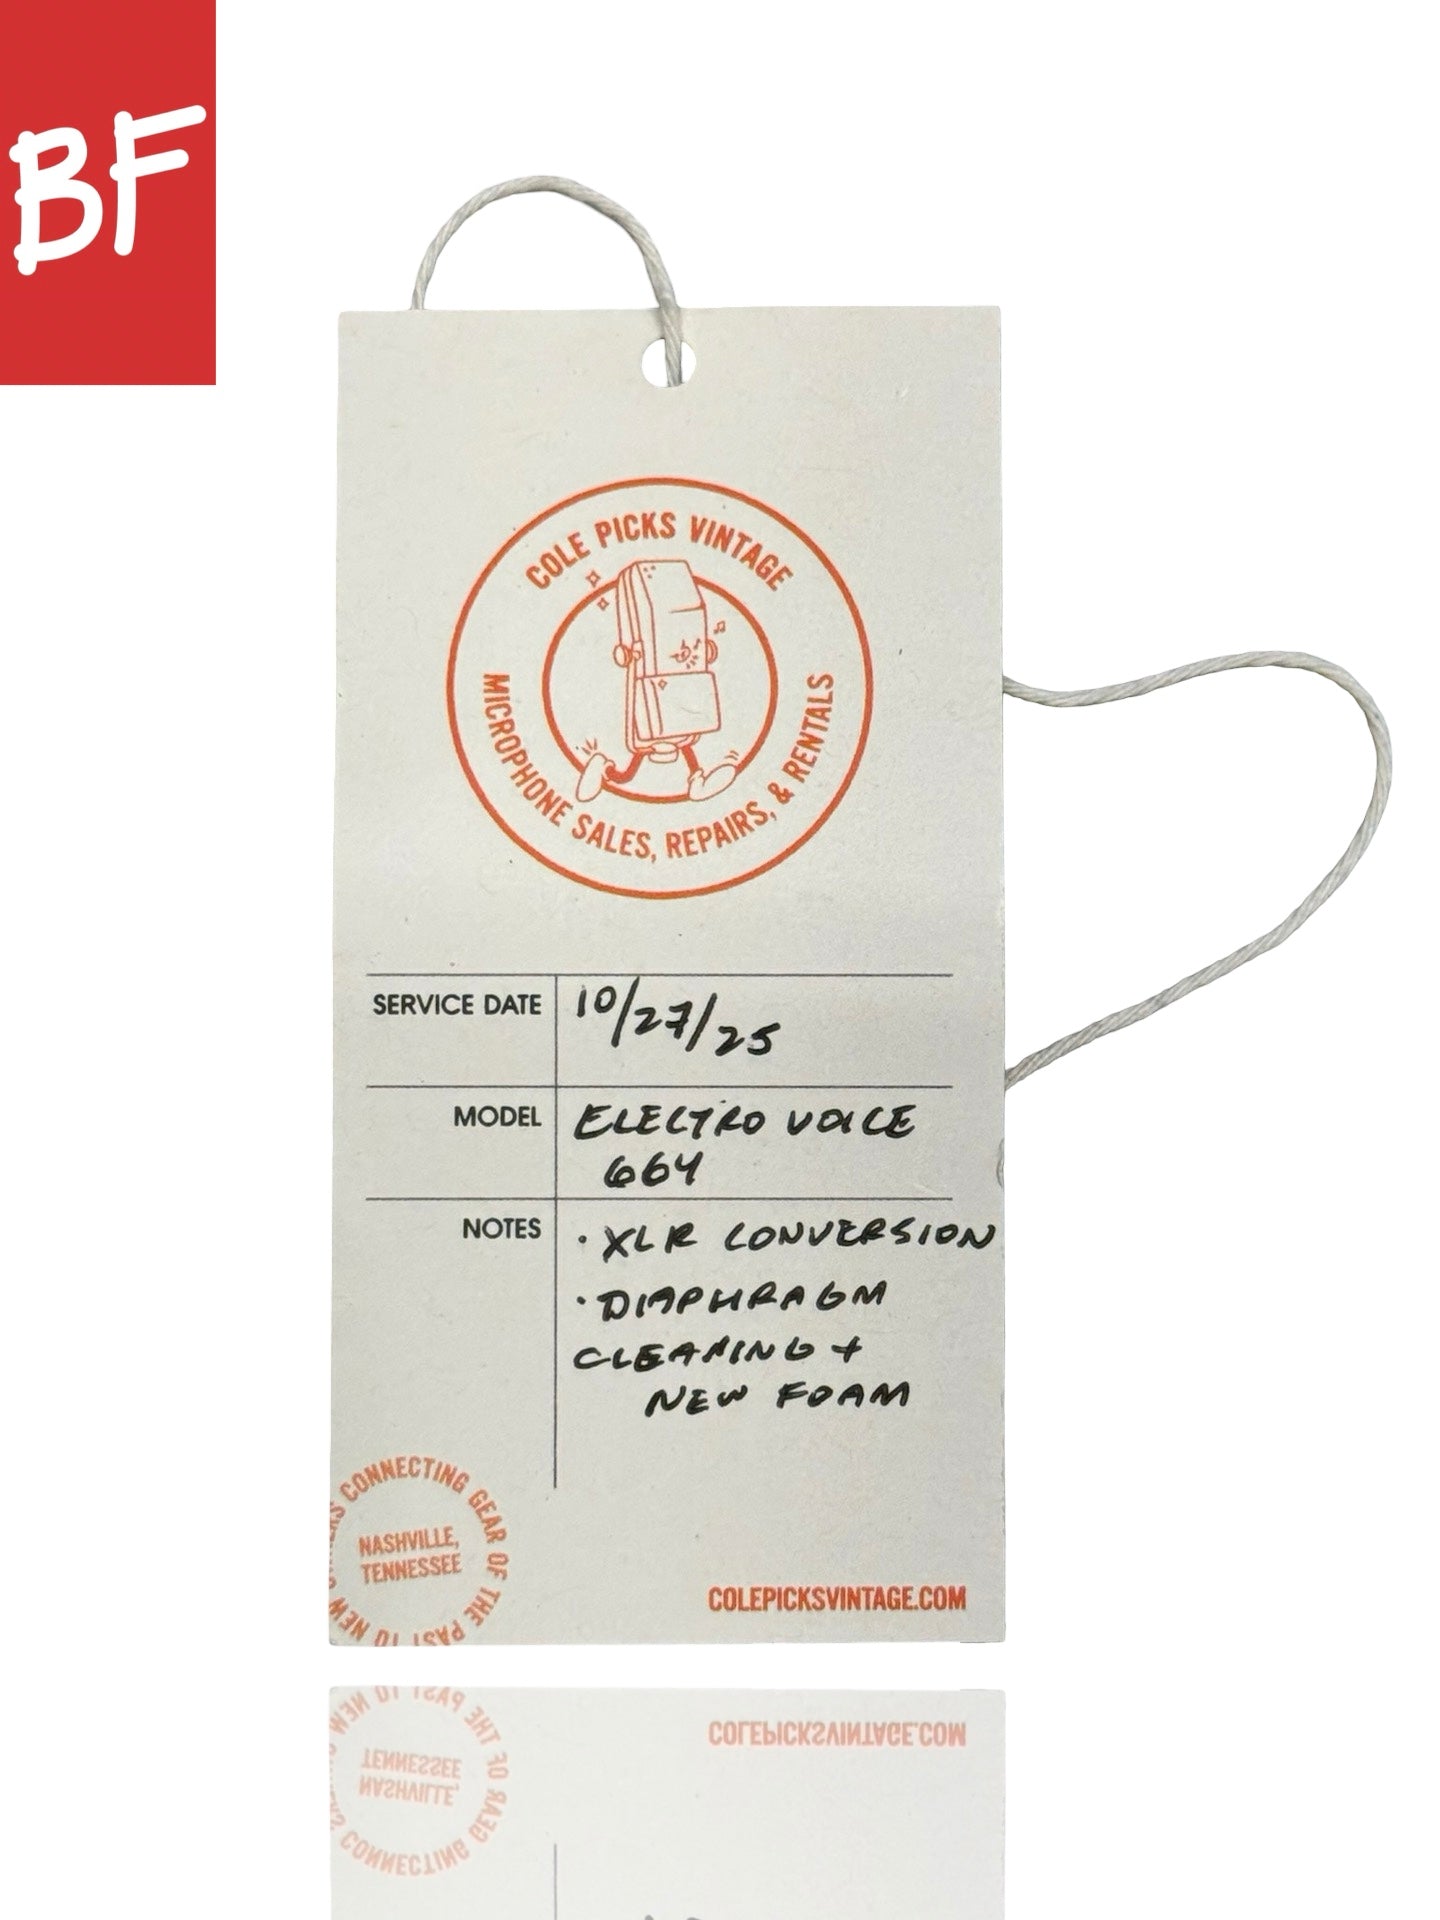 BF
COLE PICKS VINTAGE
MICROPHONE SALES, REPAIRS, & RENTALS
SERVICE DATE 10/27/25
MODEL ELECTRO VOICE
664
NOTES · XLR CONVERSION
· DIAPHRAGM
CLEANING +
NEW FOAM
CONNECTING GEAR OF THE PAST TO NEW
NASHVILLE,
TENNESSEE
COLEPICKSVINTAGE.COM